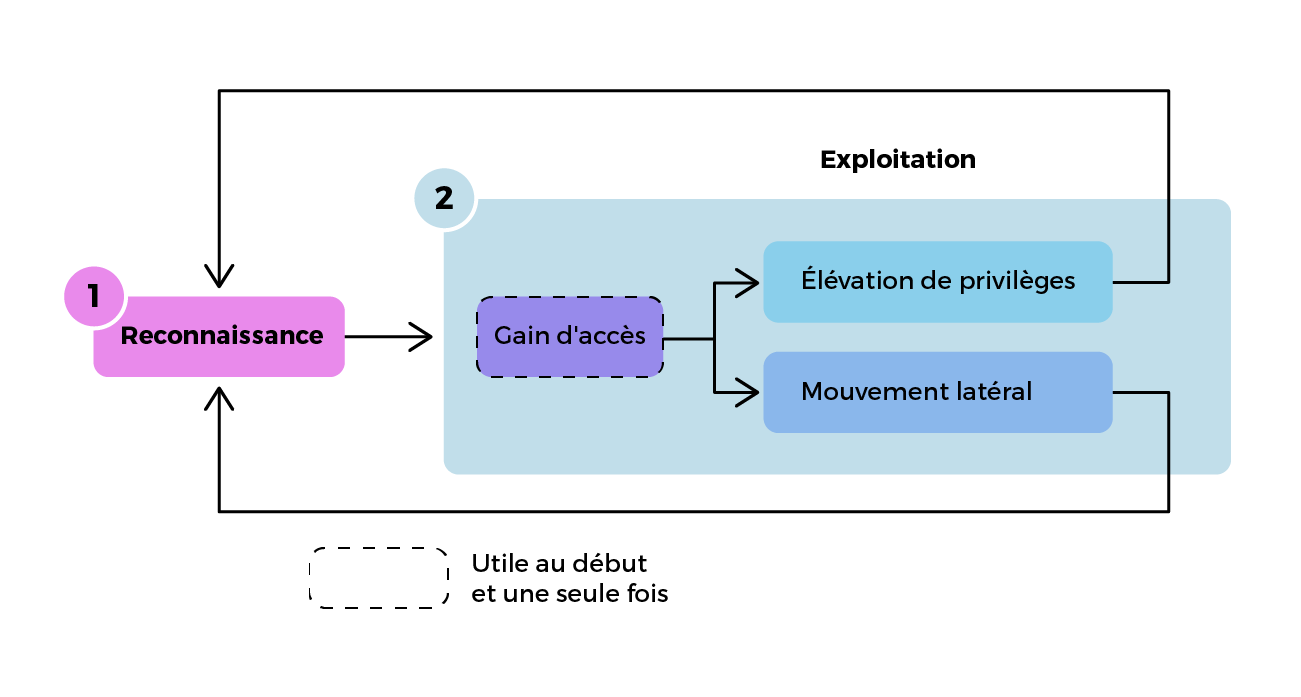 Exploitation
2
1
Reconnaissance
Gain d'accès
Élévation de privilèges
Mouvement latéral
Utile au début
et une seule fois